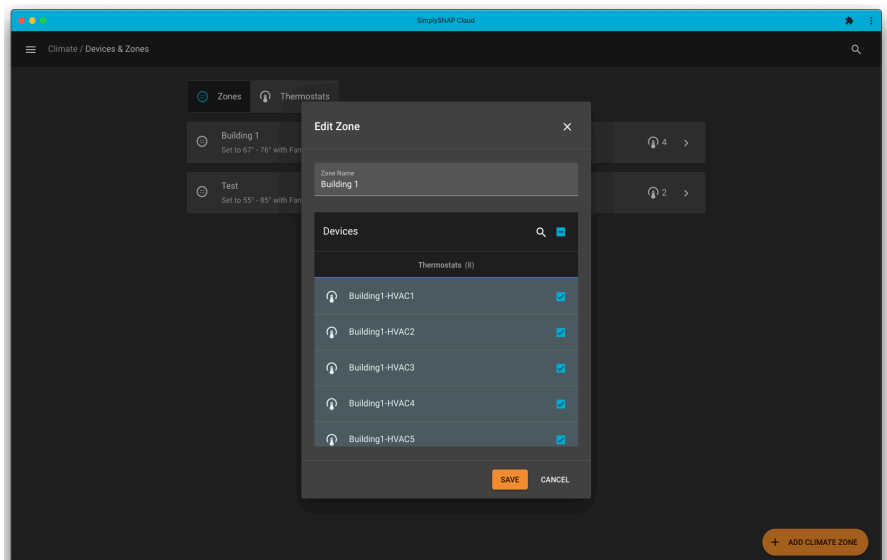 SimplySNAP Cloud
Climate / Devices & Zones
Zones
Thermostats
Building 1
Set to 67° - 76° with Fan
4
Test
Set to 55° - 85° with Fan
2
Edit Zone
Zone Name
Building 1
Devices
Thermostats (8)
Building1-HVAC1
Building1-HVAC2
Building1-HVAC3
Building1-HVAC4
Building1-HVAC5
SAVE
CANCEL
+ ADD CLIMATE ZONE